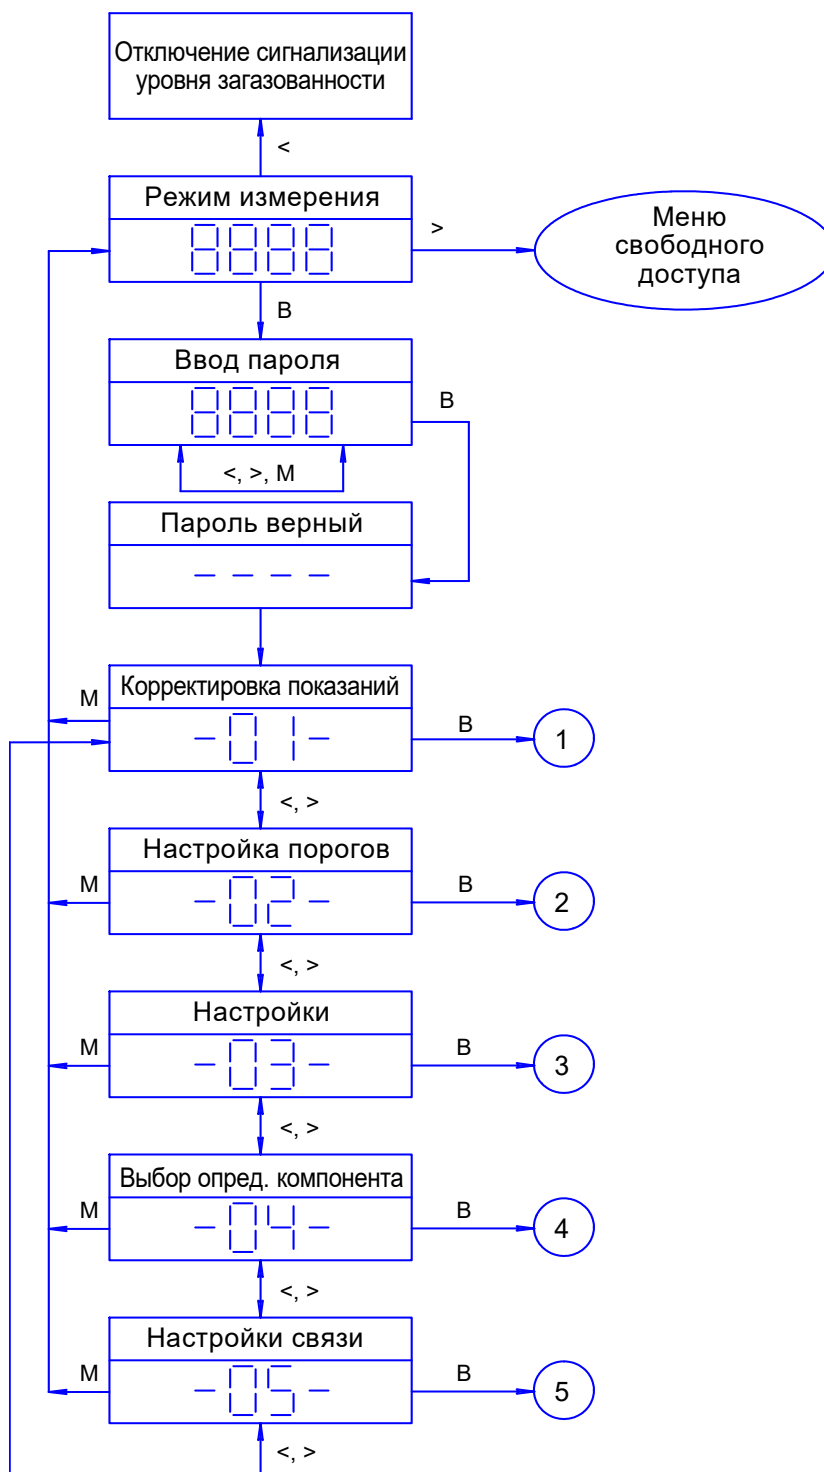 Отключение сигнализации
уровня загазованности
<
Режим измерения
8888
>
Меню
свободного
доступа
В
Ввод пароля
8888
В
<, >, М
Пароль верный
- - - -
Корректировка показаний
М
-01-
В
1
<, >
Настройка порогов
М
-02-
В
2
<, >
Настройки
М
-03-
В
3
<, >
Выбор опред. компонента
М
-04-
В
4
<, >
Настройки связи
М
-05-
В
5
<, >